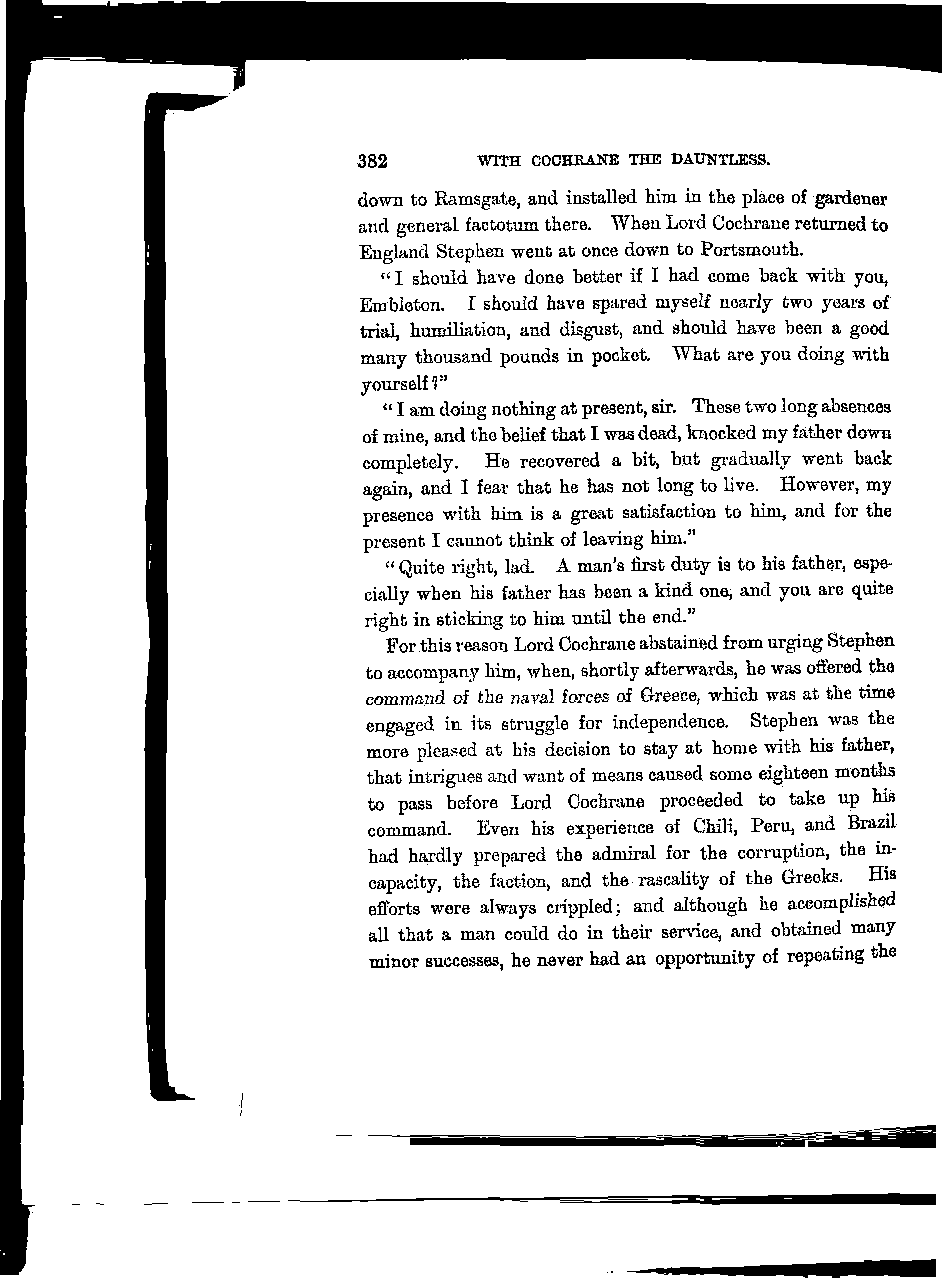 382 WITH COCHRANE THE DAUNTLESS.
down to Ramsgate, and installed him in the place of gardener
and general factotum there. When Lord Cochrane returned to
England Stephen went at once down to Portsmouth.
"I should have done better if I had come back with you,
Embleton. I should have spared myself nearly two years of
trial, humiliation, and disgust, and should have been a good
many thousand pounds in pocket. What are you doing with
yourself?"
"I am doing nothing at present, sir. These two long absences
of mine, and the belief that I was dead, knocked my father down
completely. He recovered a bit, but gradually went back
again, and I fear that he has not long to live. However, my
presence with him is a great satisfaction to him, and for the
present I cannot think of leaving him."
"Quite right, lad. A man's first duty is to his father, espe-
cially when his father has been a kind one, and you are quite
right in sticking to him until the end."
For this reason Lord Cochrane abstained from urging Stephen
to accompany him, when, shortly afterwards, he was offered the
command of the naval forces of Greece, which was at the time
engaged in its struggle for independence. Stephen was the
more pleased at his decision to stay at home with his father,
that intrigues and want of means caused some eighteen months
to pass before Lord Cochrane proceeded to take up his
command. Even his experience of Chili, Peru, and Brazil
had hardly prepared the admiral for the corruption, the in-
capacity, the faction, and the rascality of the Greeks. His
efforts were always crippled; and although he accomplished
all that a man could do in their service, and obtained many
minor successes, he never had an opportunity of repeating the